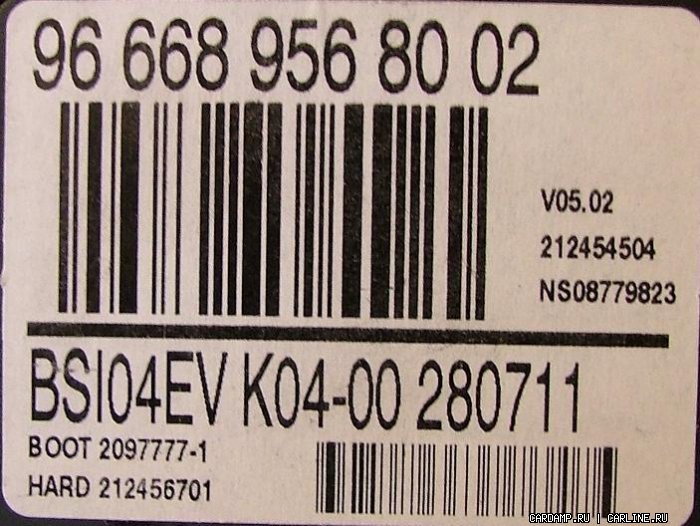 96 668 956 80 02
V05.02
212454504
NS08779823
BSI04EV K04-00 280711
BOOT 2097777-1
HARD 212456701
CARDAMP.RU | CARLINE.RU